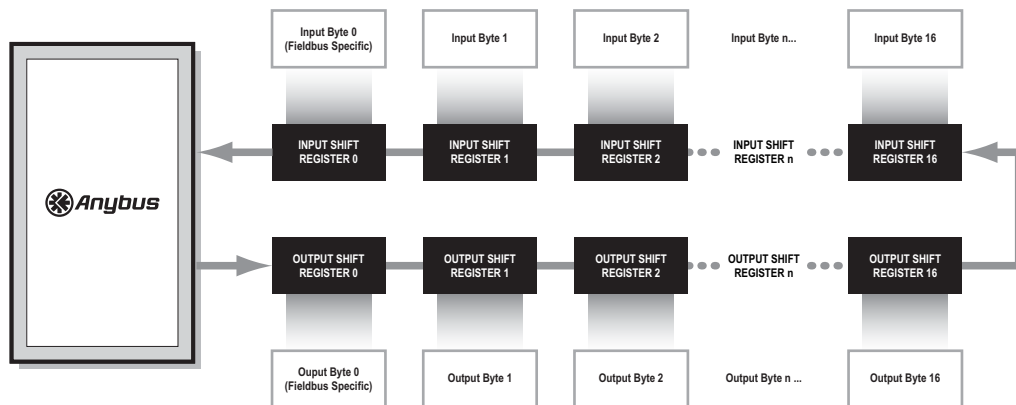 Input Byte 0
(Fieldbus Specific)
Input Byte 1
Input Byte 2
Input Byte n...
Input Byte 16
INPUT SHIFT
REGISTER 0
INPUT SHIFT
REGISTER 1
INPUT SHIFT
REGISTER 2
INPUT SHIFT
REGISTER n
INPUT SHIFT
REGISTER 16
Anybus
OUTPUT SHIFT
REGISTER 0
OUTPUT SHIFT
REGISTER 1
OUTPUT SHIFT
REGISTER 2
OUTPUT SHIFT
REGISTER n
OUTPUT SHIFT
REGISTER 16
Ouput Byte 0
(Fieldbus Specific)
Output Byte 1
Output Byte 2
Output Byte n ...
Output Byte 16